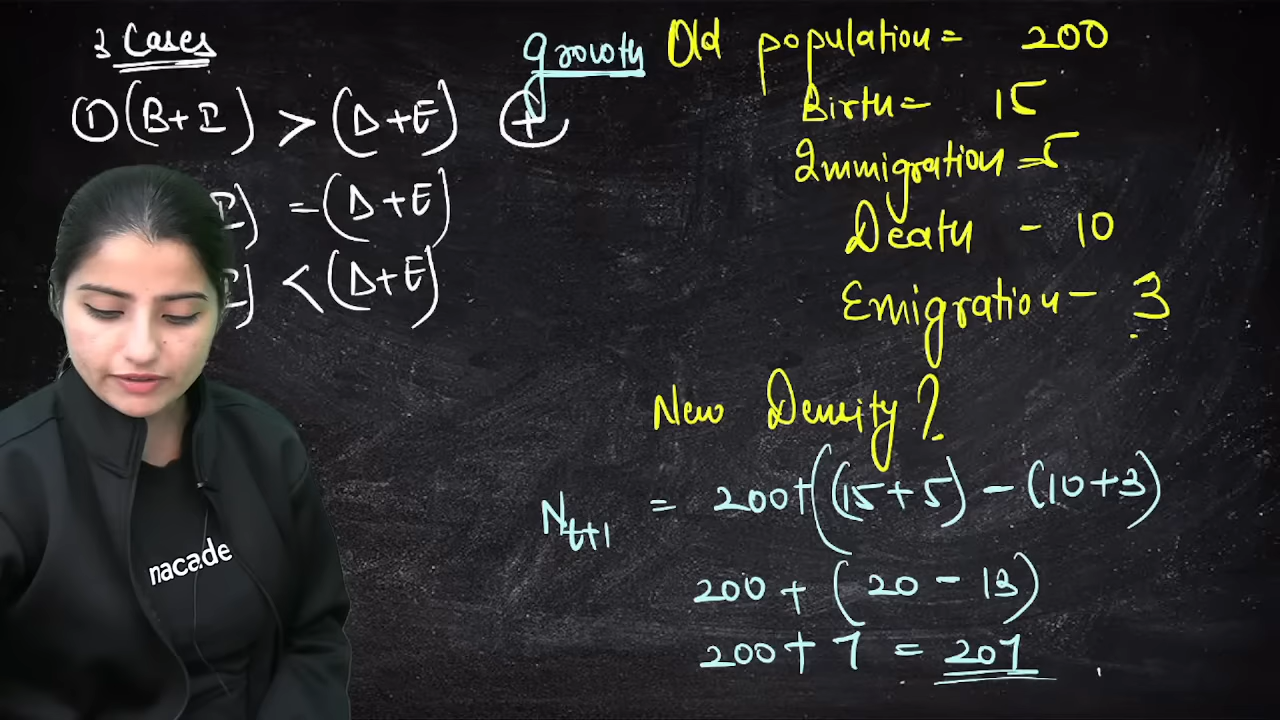 3 Cases
① (B+I) > (D+E) ⊕
I) = (D+E)
I) < (D+E)
growth
Old population = 200
Birth = 15
Immigration = 5
Death - 10
Emigration - 3
New Density?
Nt+1 = 200+((15+5) - (10+3)
200 + (20 - 13)
200 + 7 = 207
nacade